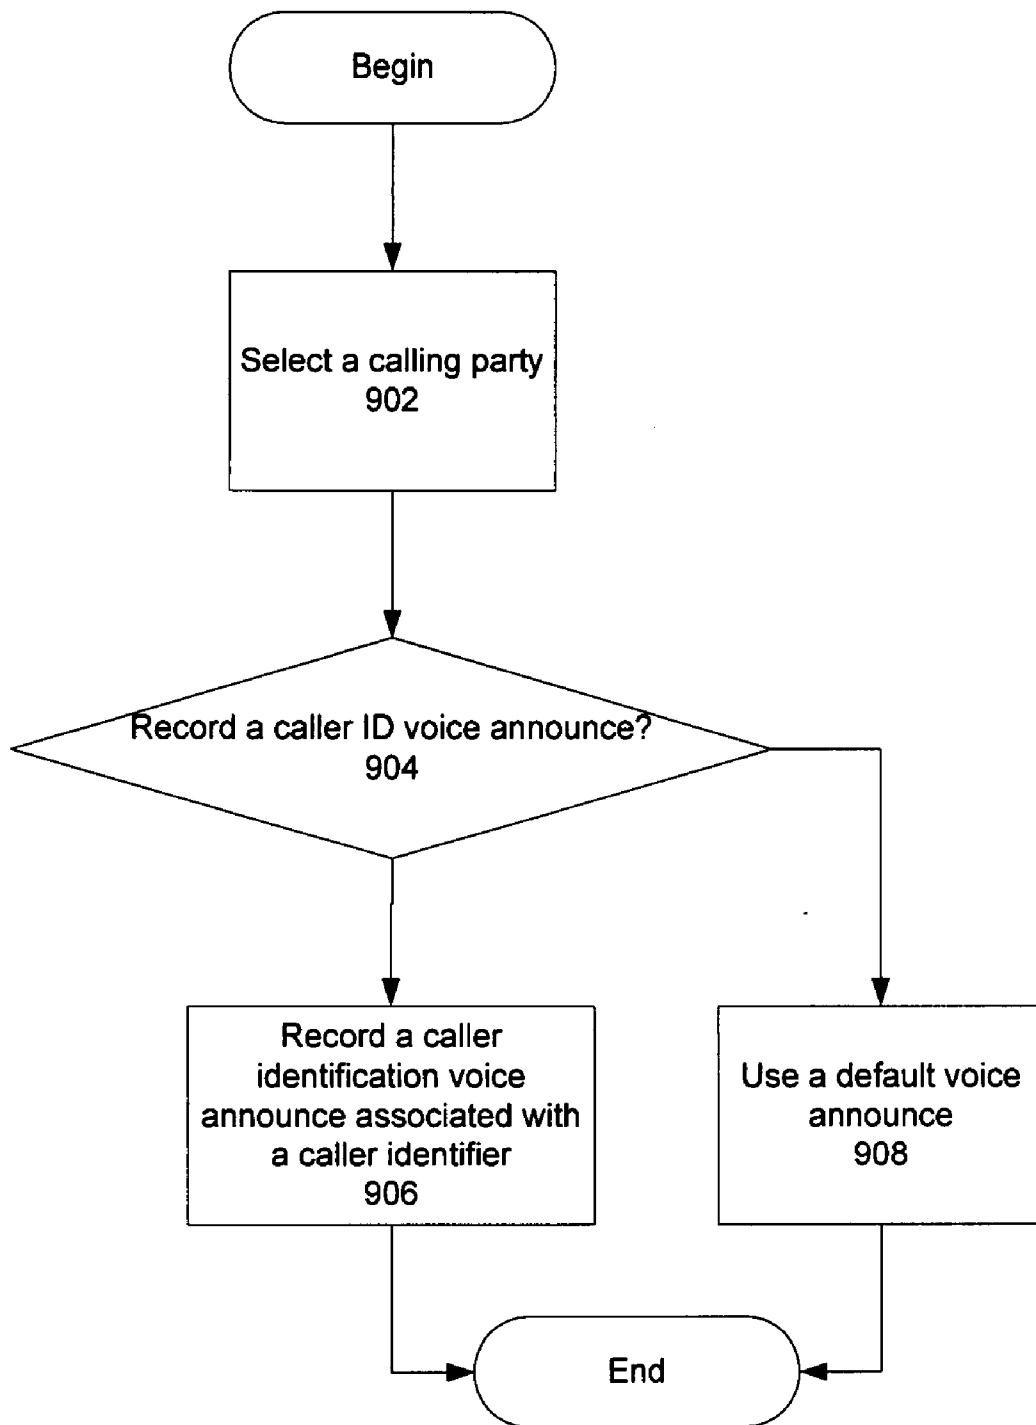 Begin
Select a calling party
902
Record a caller ID voice announce?
904
Record a caller
identification voice
announce associated with
a caller identifier
906
Use a default voice
announce
908
End